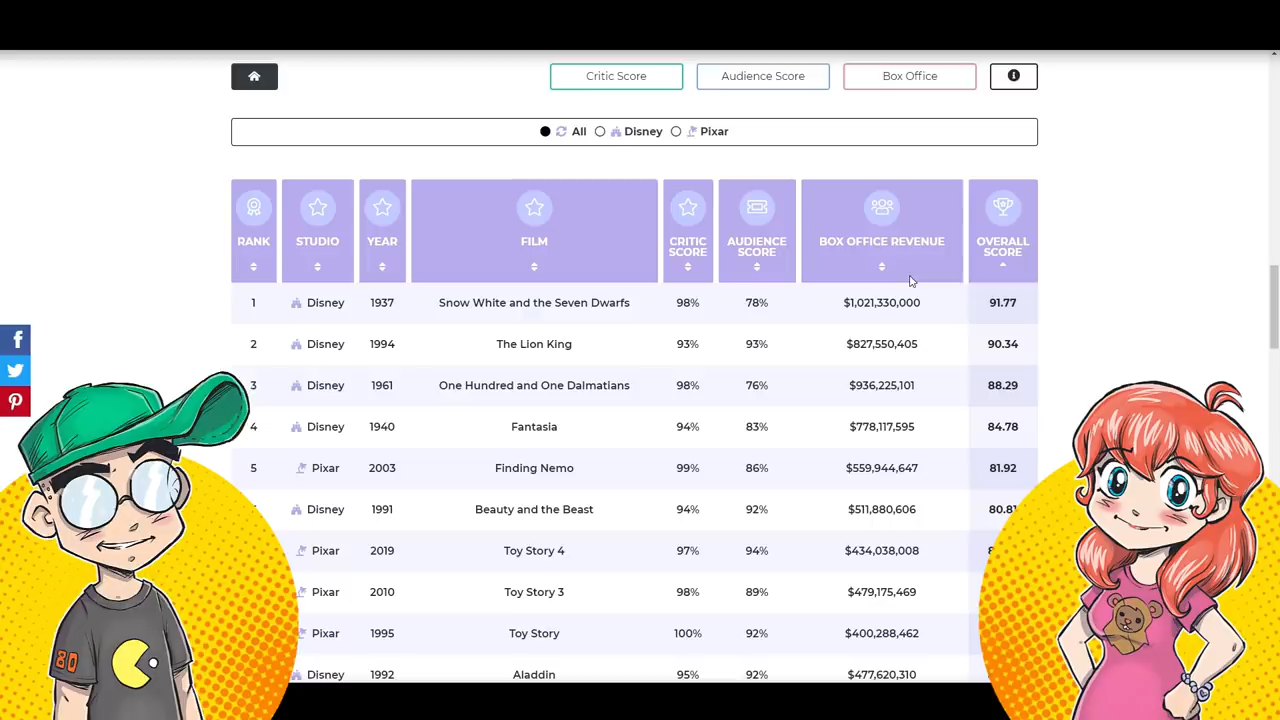 Critic Score Audience Score Box Office
All Disney Pixar
RANK STUDIO YEAR FILM CRITIC SCORE AUDIENCE SCORE BOX OFFICE REVENUE OVERALL SCORE
1 Disney 1937 Snow White and the Seven Dwarfs 98% 78% $1,021,330,000 91.77
2 Disney 1994 The Lion King 93% 93% $827,550,405 90.34
3 Disney 1961 One Hundred and One Dalmatians 98% 76% $936,225,101 88.29
4 Disney 1940 Fantasia 94% 83% $778,117,595 84.78
5 Pixar 2003 Finding Nemo 99% 86% $559,944,647 81.92
Disney 1991 Beauty and the Beast 94% 92% $511,880,606 80.81
Pixar 2019 Toy Story 4 97% 94% $434,038,008
Pixar 2010 Toy Story 3 98% 89% $479,175,469
Pixar 1995 Toy Story 100% 92% $400,288,462
Disney 1992 Aladdin 95% 92% $477,620,310
80